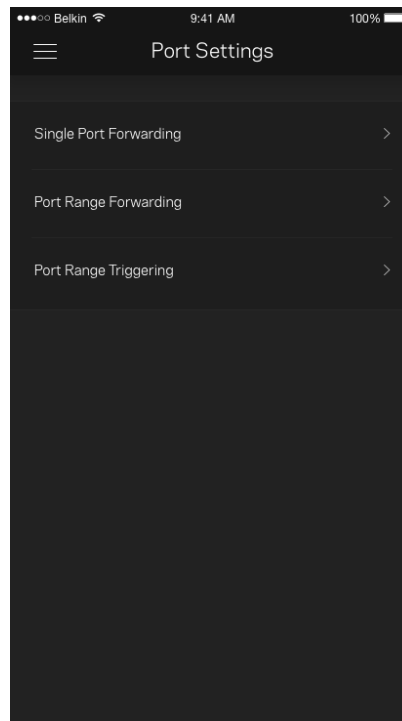 Belkin 9:41 AM 100%
Port Settings
Single Port Forwarding
Port Range Forwarding
Port Range Triggering